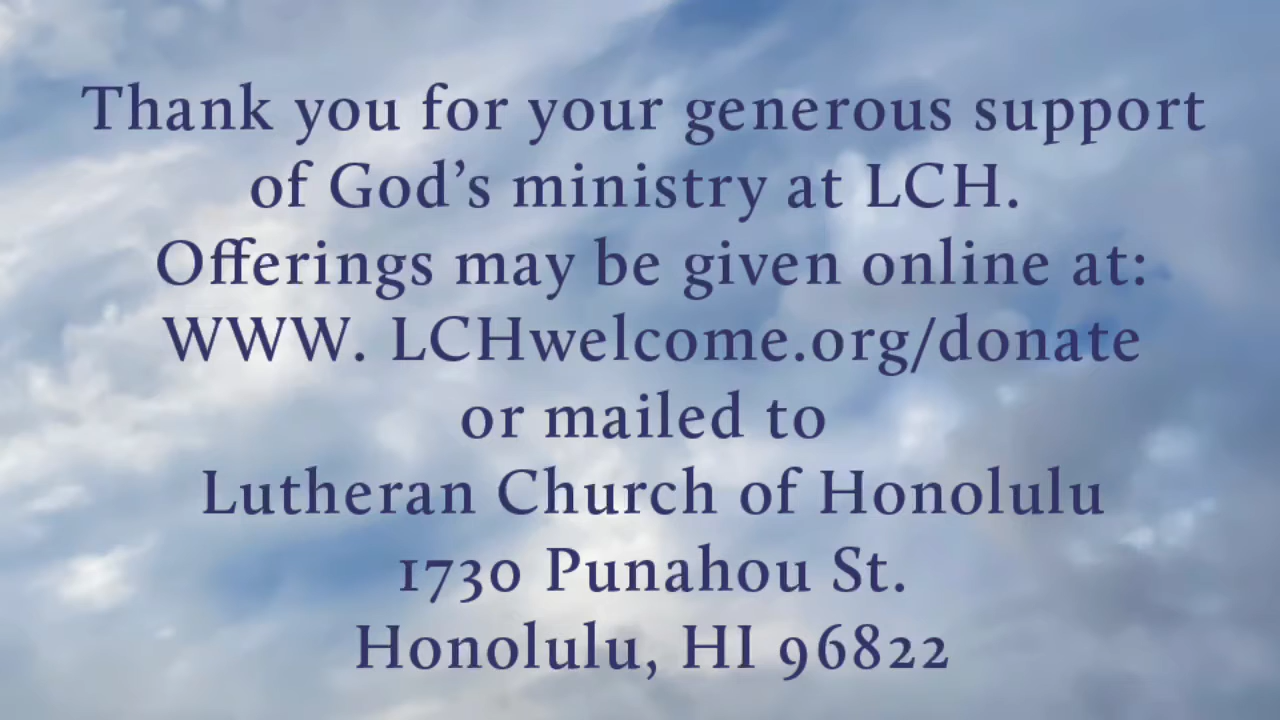 Thank you for your generous support
of God’s ministry at LCH.
Offerings may be given online at:
WWW. LCHwelcome.org/donate
or mailed to
Lutheran Church of Honolulu
1730 Punahou St.
Honolulu, HI 96822